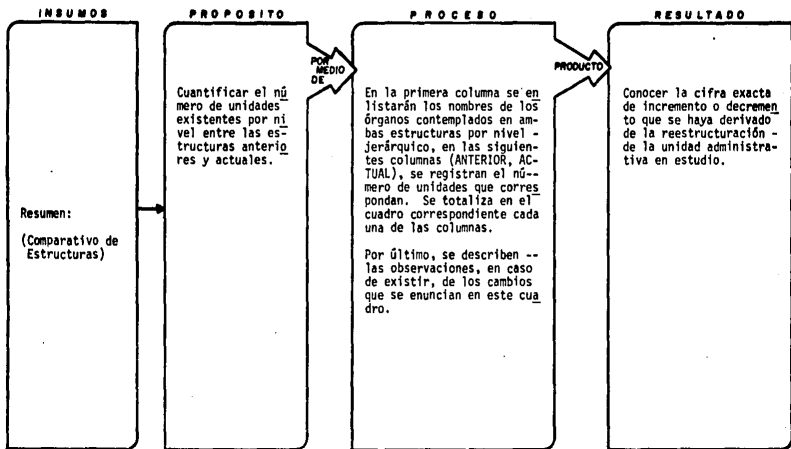 INSUMOS
Resumen:
(Comparativo de
Estructuras)
PROPOSITO
Cuantificar el nú
mero de unidades
existentes por ni
vel entre las es-
tructuras anterio
res y actuales.
POR
MEDIO
DE
PROCESO
En la primera columna se en
listarán los nombres de los
órganos contemplados en am-
bas estructuras por nivel -
jerárquico, en las siguien-
tes columnas (ANTERIOR, AC-
TUAL), se registran el nú--
mero de unidades que corres
pondan. Se totaliza en el
cuadro correspondiente cada
una de las columnas.
Por último, se describen --
las observaciones, en caso
de existir, de los cambios
que se enuncian en este cua
dro.
PRODUCTO
RESULTADO
Conocer la cifra exacta
de incremento o decremen
to que se haya derivado
de la reestructuración -
de la unidad administra-
tiva en estudio.